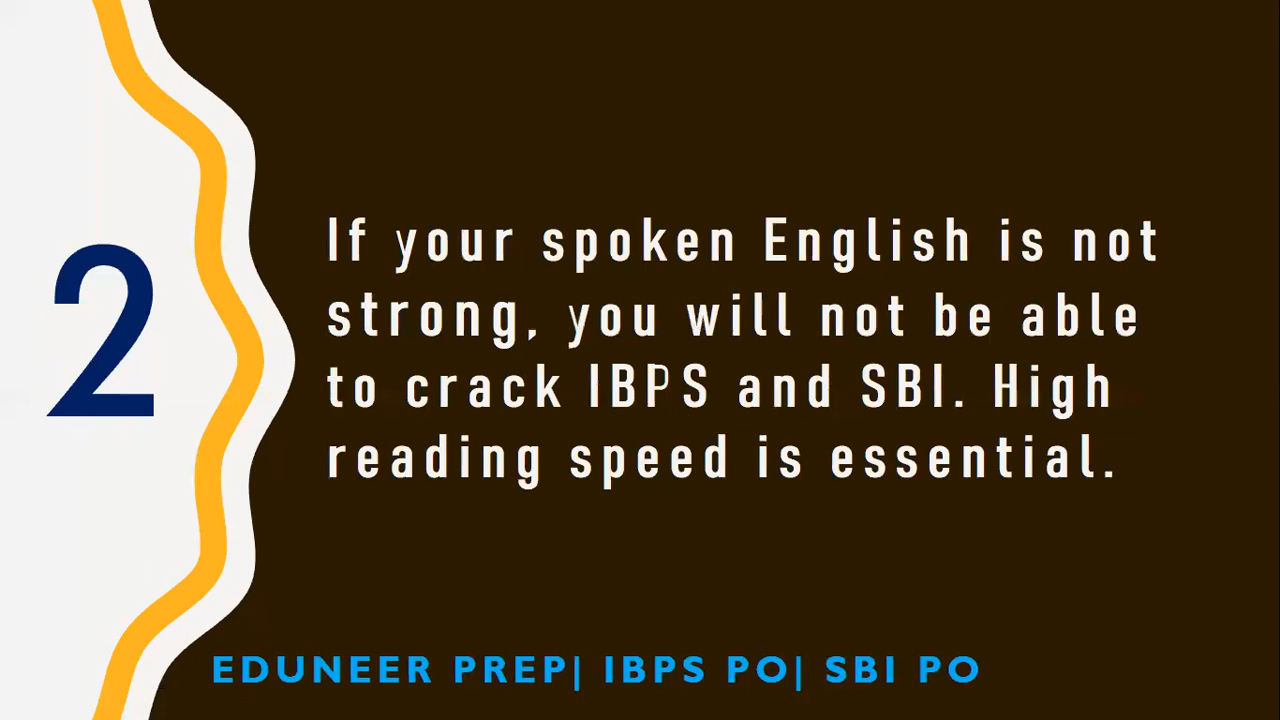 2
If your spoken English is not
strong, you will not be able
to crack IBPS and SBI. High
reading speed is essential.
EDUNEER PREP| IBPS PO| SBI PO